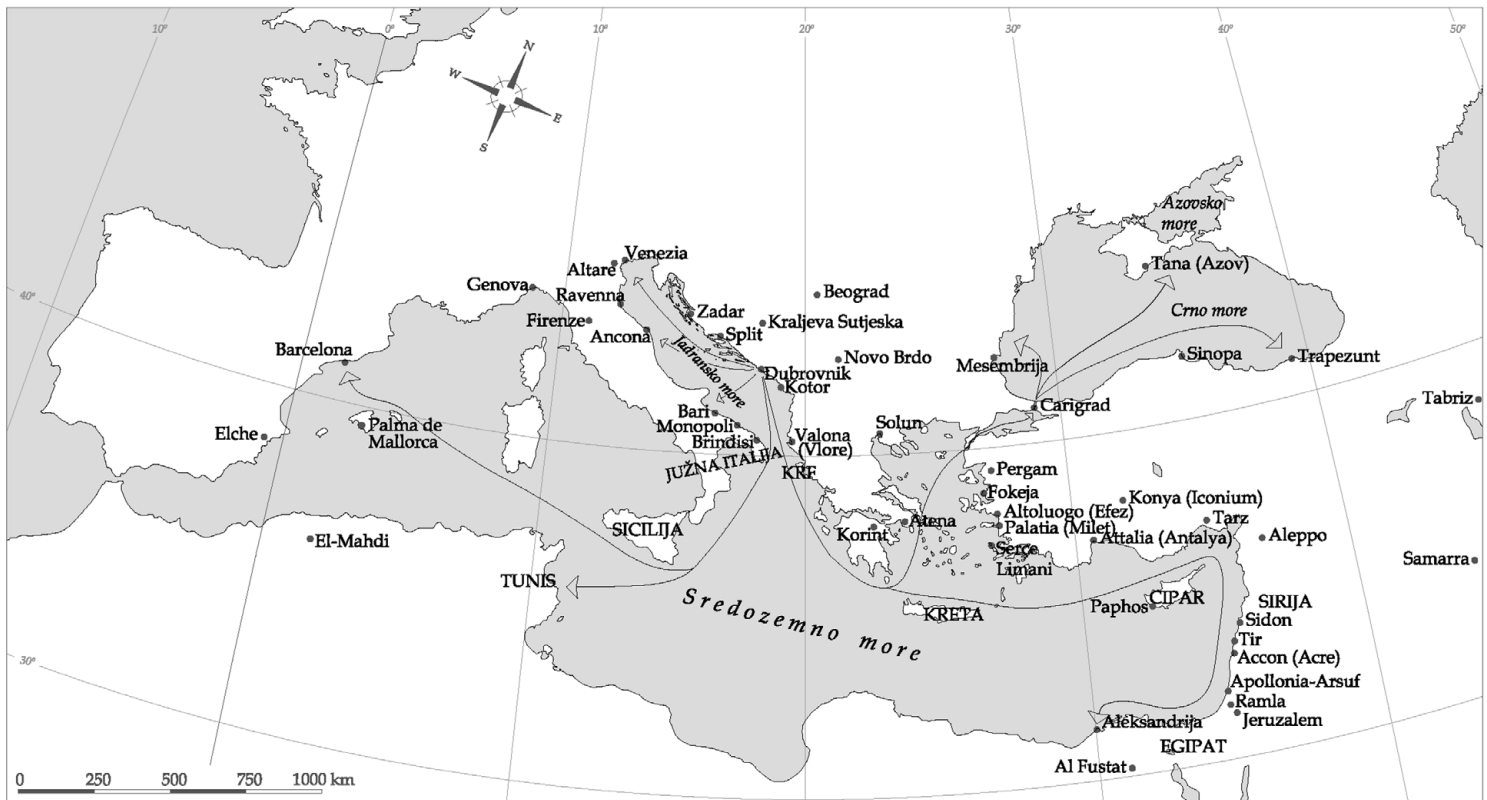 10°
0°
10°
20°
30°
40°
50°
N
W
E
S
Azovsko
more
40°
Venezia
Altare
Tana (Azov)
Genova
Ravenna
Beograd
Crno more
Firenze
Zadar
Kraljeva Sutjeska
Ancona
Split
Barcelona
Jadransko more
Novo Brdo
Mesembrija
Sinopa
Trapezunt
Dubrovnik
Kotor
Carigrad
Tabriz
Elche
Palma de
Mallorca
Bari
Monopoli
Brindisi
Valona
(Vlore)
Solun
JUŽNA ITALIJA
KRF
Pergam
Fokeja
Konya (Iconium)
Altoluogo (Efez)
Tarz
SICILIJA
Korint
Atena
Palatia (Milet)
Attalia (Antalya)
Aleppo
El-Mahdi
Serce
Limani
Samarra
TUNIS
Sredozemno more
KRETA
Paphos
CIPAR
SIRIJA
Sidon
Tir
Accon (Acre)
30°
Apollonia-Arsuf
Ramla
Jeruzalem
Aleksandrija
EGIPAT
Al Fustat
0 250 500 750 1000 km